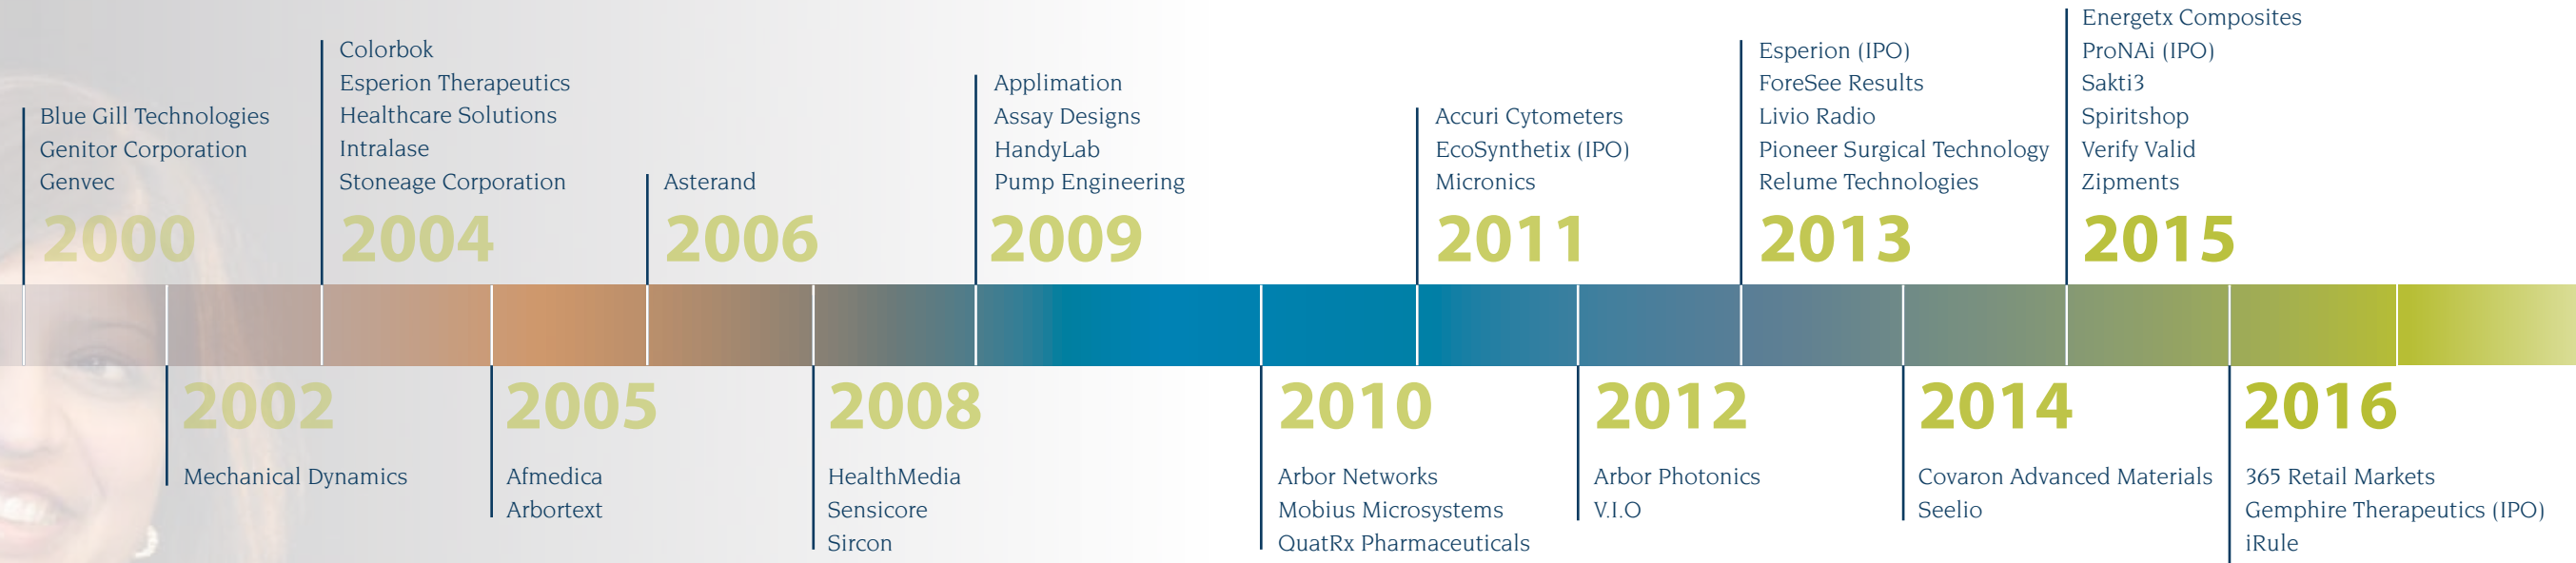 Blue Gill Technologies
Genitor Corporation
Genvec
2000
2002
Mechanical Dynamics
Colorbok
Esperion Therapeutics
Healthcare Solutions
Intralase
Stoneage Corporation
2004
2005
Afmedica
Arbortext
Asterand
2006
2008
HealthMedia
Sensicore
Sircon
Applimation
Assay Designs
HandyLab
Pump Engineering
2009
2010
Arbor Networks
Mobius Microsystems
QuatRx Pharmaceuticals
Accuri Cytometers
EcoSynthetix (IPO)
Micronics
2011
2012
Arbor Photonics
V.I.O
Esperion (IPO)
ForeSee Results
Livio Radio
Pioneer Surgical Technology
Relume Technologies
2013
2014
Covaron Advanced Materials
Seelio
Energetx Composites
ProNAi (IPO)
Sakti3
Spiritshop
Verify Valid
Zipments
2015
2016
365 Retail Markets
Gemphire Therapeutics (IPO)
iRule